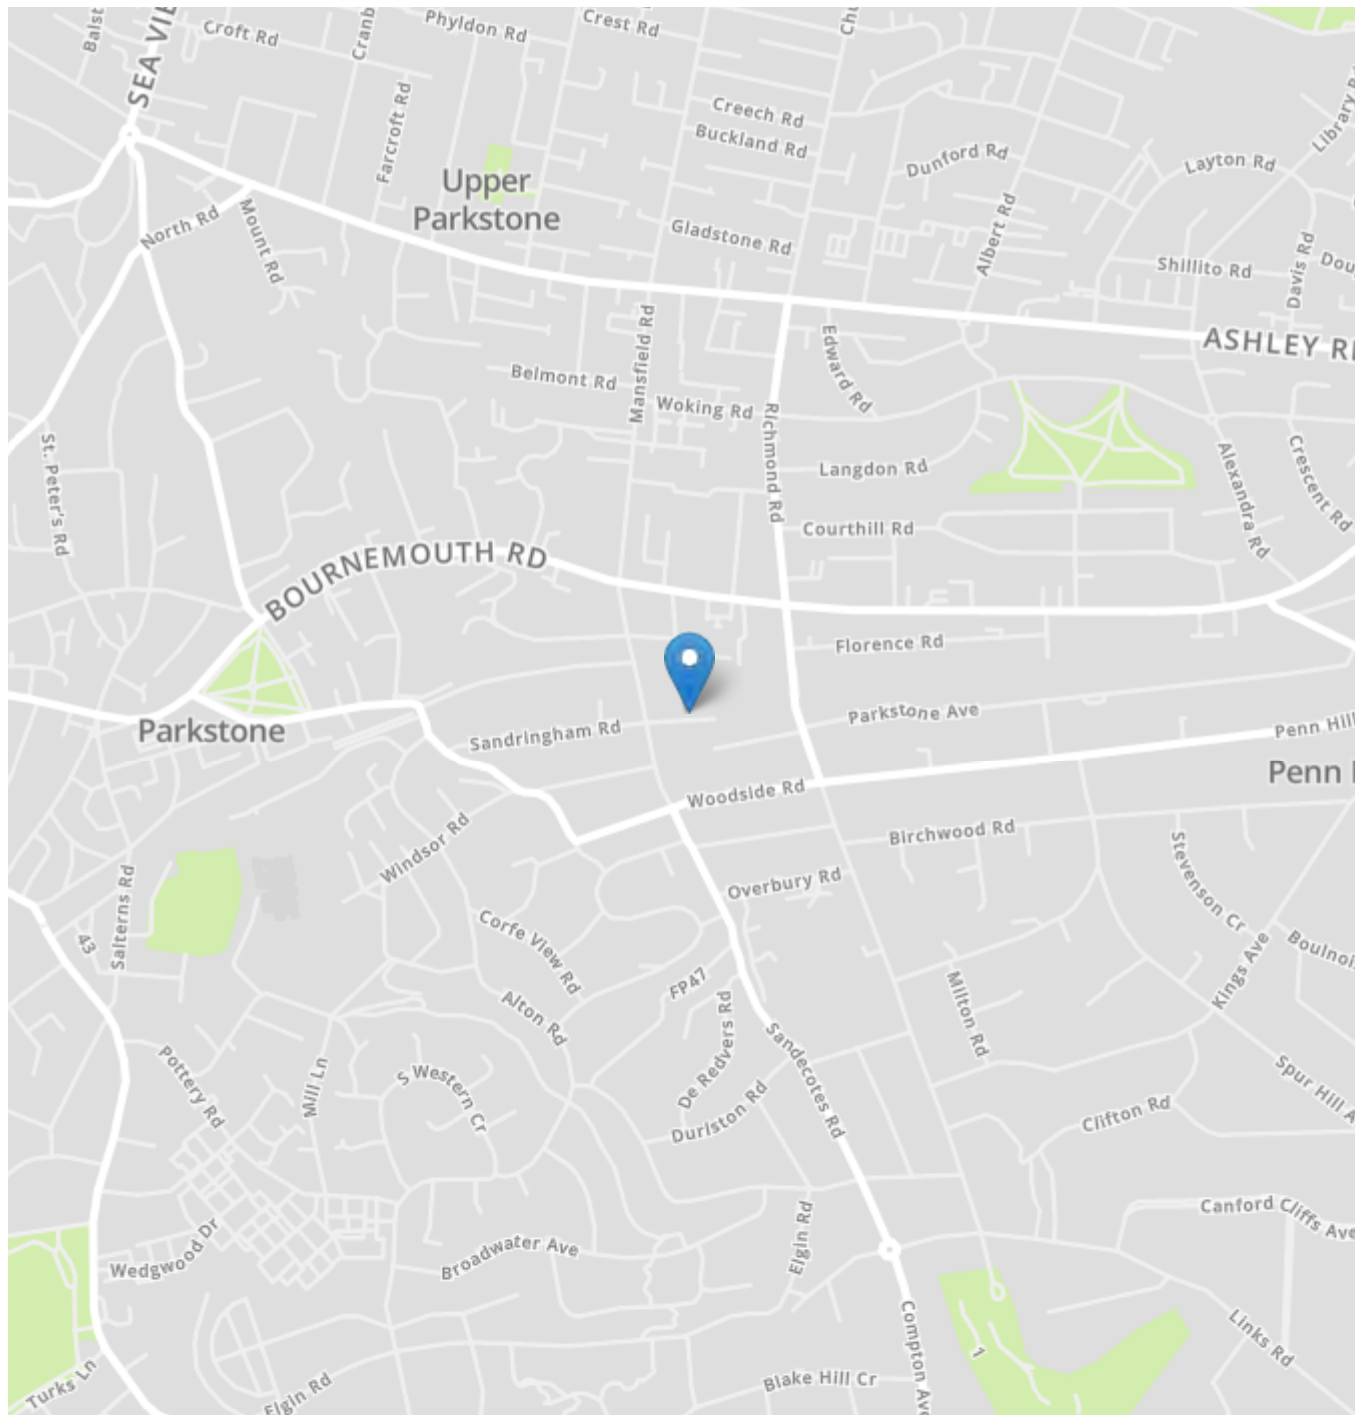 Balst
SEA VIE
Croft Rd
Cranb
Phyldon Rd
Crest Rd
Chu
Farcroft Rd
Creech Rd
Buckland Rd
Dunford Rd
Layton Rd
Library R
Upper
Parkstone
North Rd
Mount Rd
Gladstone Rd
Albert Rd
Shillito Rd
Davis Rd
Dou
ASHLEY R
Mansfield Rd
Edward Rd
Belmont Rd
Woking Rd
Richmond Rd
St. Peter's Rd
Langdon Rd
Alexandra Rd
Crescent Rd
Courthill Rd
BOURNEMOUTH RD
Florence Rd
Parkstone Ave
Parkstone
Sandringham Rd
Penn Hill
Penn
Woodside Rd
Birchwood Rd
Windsor Rd
Stevenson Cr
Overbury Rd
Salterns Rd
43
Corfe View Rd
Kings Ave
Boulnoi
FP47
Alton Rd
Milton Rd
De Redvers Rd
Sandecotes Rd
Pottery Rd
Mill Ln
S Western Cr
Spur Hill A
Durlston Rd
Clifton Rd
Canford Cliffs Ave
Wedgwood Dr
Broadwater Ave
Elgin Rd
Compton Av
1
Links Rd
Turks Ln
Elgin Rd
Blake Hill Cr